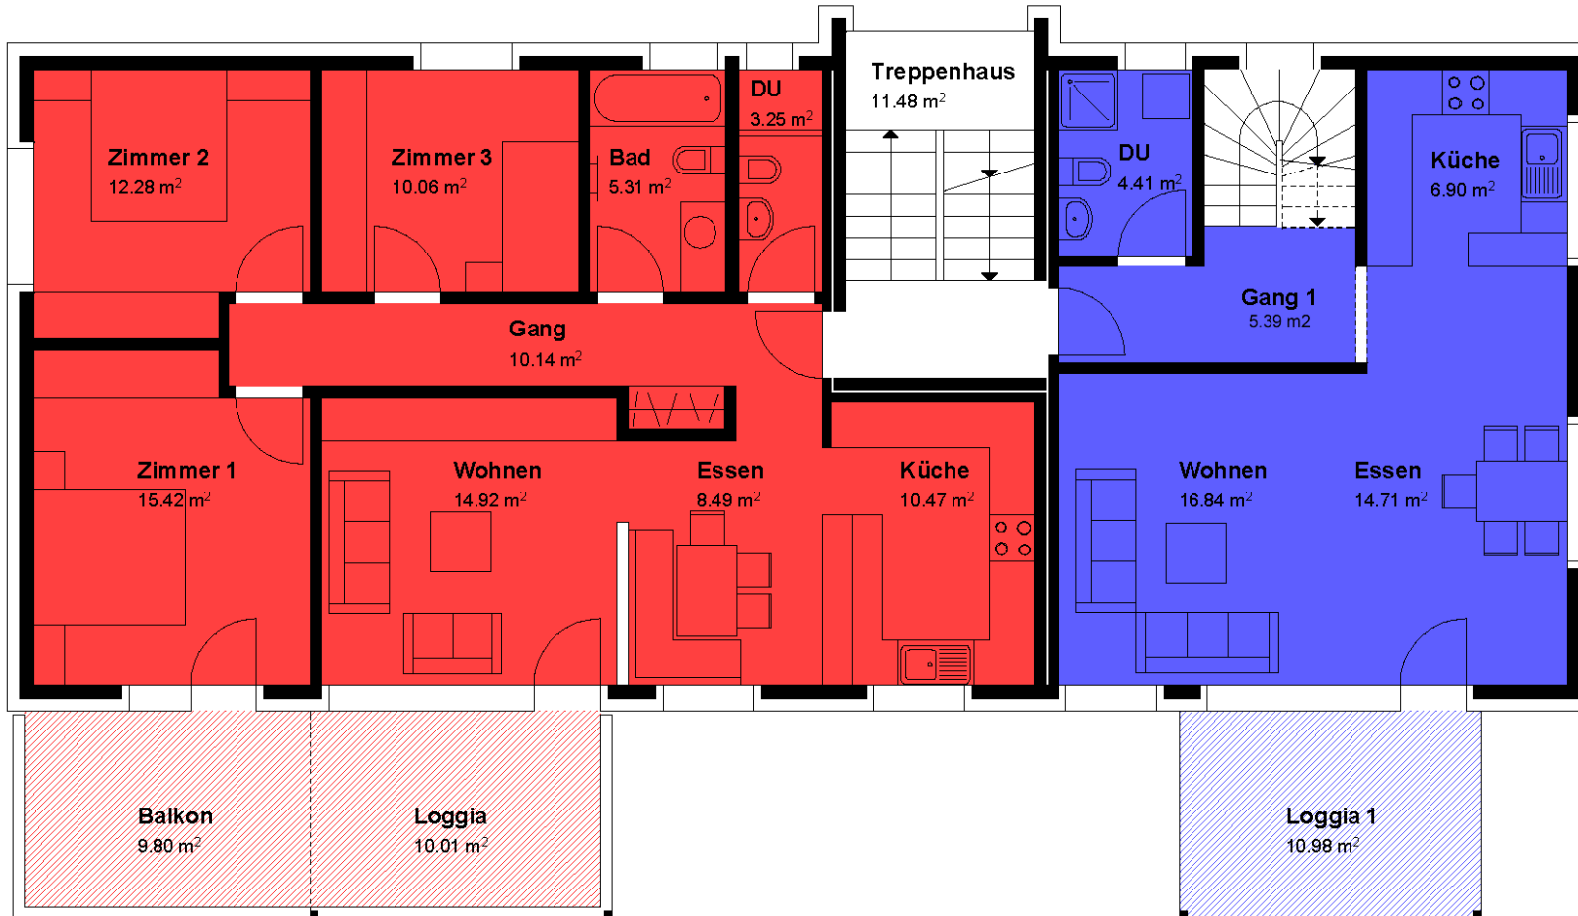 Treppenhaus
11.48 m²
DU
3.25 m²
Zimmer 2
12.28 m²
Zimmer 3
10.06 m²
Bad
5.31 m²
DU
4.41 m²
Küche
6.90 m²
Gang
10.14 m²
Gang 1
5.39 m2
Zimmer 1
15.42 m²
Wohnen
14.92 m²
Essen
8.49 m²
Küche
10.47 m²
Wohnen
16.84 m²
Essen
14.71 m²
Balkon
9.80 m²
Loggia
10.01 m²
Loggia 1
10.98 m²